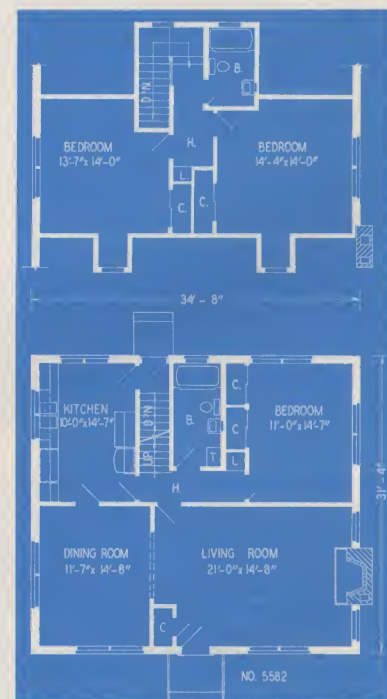 D'N
B.
BEDROOM
13'-7" x 14'-0"
H.
BEDROOM
14'-4" x 14'-0"
L.
C.
C.
34' - 8"
KITCHEN
10'-0" x 14'-7"
UP
D'N
B.
T
C.
C
L
BEDROOM
11'-0" x 14'-7"
31'-4"
H.
DINING ROOM
11'-7" x 14'-8"
LIVING ROOM
21'-0" x 14'-8"
C
NO. 5582